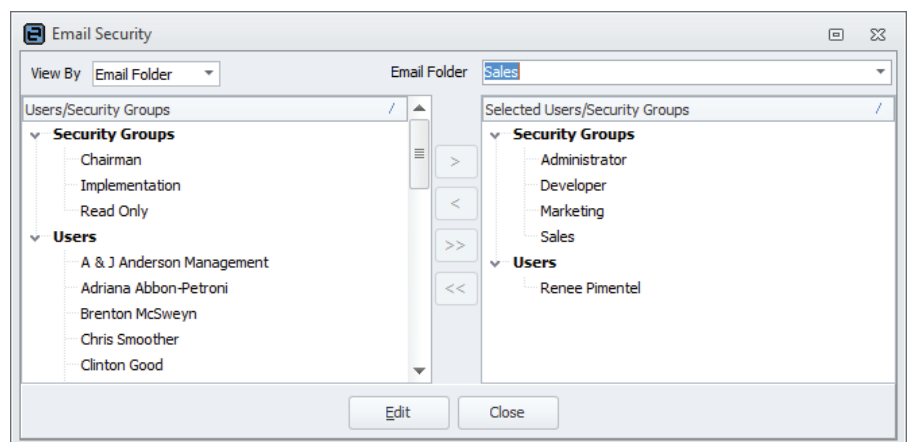 Email Security
View By Email Folder Email Folder Sales
Users/Security Groups
Security Groups
Chairman
Implementation
Read Only
Users
A & J Anderson Management
Adriana Abbon-Petroni
Brenton McSweyn
Chris Smoother
Clinton Good
>
<
>>
<<
Selected Users/Security Groups
Security Groups
Administrator
Developer
Marketing
Sales
Users
Renee Pimentel
Edit Close